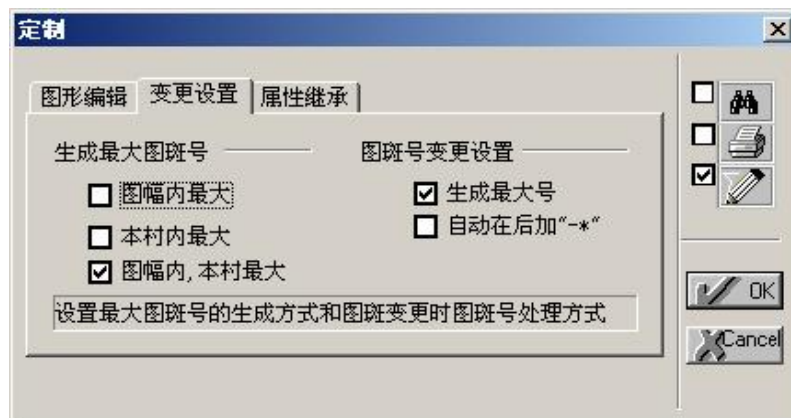 定制
图形编辑 变更设置 属性继承
生成最大图斑号 图斑号变更设置
图幅内最大 生成最大号
本村内最大 自动在后加"-*"
图幅内,本村最大
设置最大图斑号的生成方式和图斑变更时图斑号处理方式
OK
Cancel